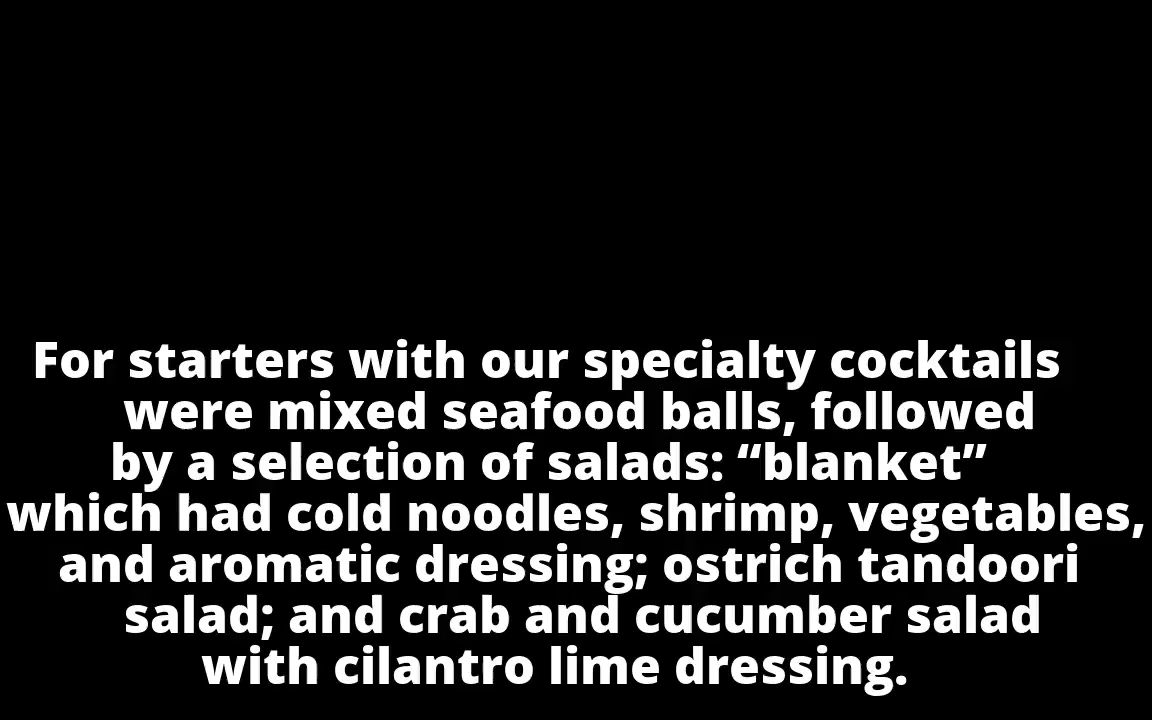 For starters with our specialty cocktails
were mixed seafood balls, followed
by a selection of salads: “blanket”
which had cold noodles, shrimp, vegetables,
and aromatic dressing; ostrich tandoori
salad; and crab and cucumber salad
with cilantro lime dressing.